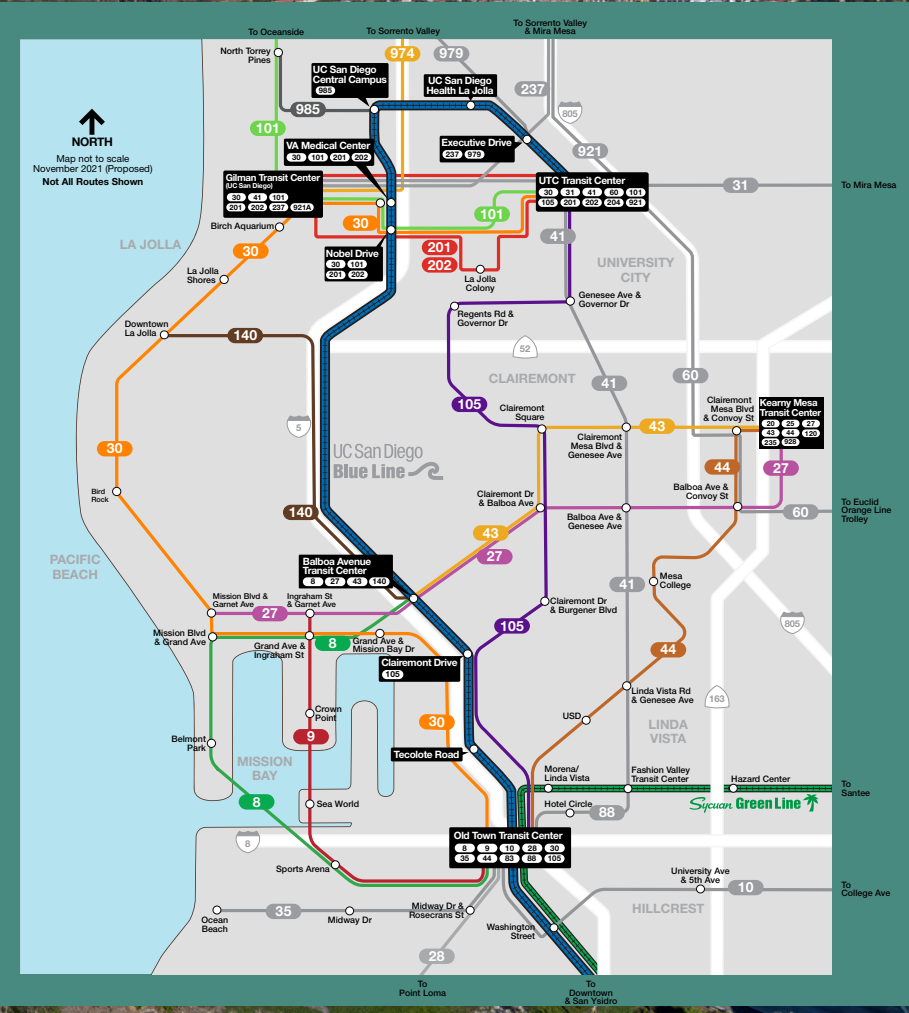 To Oceanside
To Sorrento Valley
To Sorrento Valley
& Mira Mesa
North Torrey
Pines
974
979
UC San Diego
Central Campus
985
UC San Diego
Health La Jolla
237
805
985
NORTH
Map not to scale
November 2021 (Proposed)
Not All Routes Shown
101
VA Medical Center
30 101 201 202
Executive Drive
237 979
921
Gilman Transit Center
(UC San Diego)
30 41 101
201 202 237 921A
UTC Transit Center
30 31 41 60 101
105 201 202 204 921
31
To Mira Mesa
Birch Aquarium
30
101
LA JOLLA
30
Nobel Drive
30 101
201 202
201
202
41
La Jolla
Colony
UNIVERSITY
CITY
La Jolla
Shores
Genesee Ave &
Governor Dr
Regents Rd &
Governor Dr
Downtown
La Jolla
140
52
CLAIREMONT
41
60
105
Clairemont
Square
Clairemont
Mesa Blvd
& Convoy St
Kearny Mesa
Transit Center
20 25 27
43 44 120
235 928
5
43
Clairemont
Mesa Blvd &
Genesee Ave
30
UC San Diego
Blue Line
44
27
Bird
Rock
Clairemont Dr
& Balboa Ave
Balboa Ave &
Convoy St
140
Balboa Ave &
Genesee Ave
60
To Euclid
Orange Line
Trolley
43
27
PACIFIC
BEACH
Balboa Avenue
Transit Center
8 27 43 140
41
Mesa
College
Mission Blvd &
Garnet Ave
Ingraham St
& Garnet Ave
27
Clairemont Dr
& Burgener Blvd
805
Mission Blvd
& Grand Ave
Grand Ave &
Ingraham St
8
Grand Ave &
Mission Bay Dr
105
44
Clairemont Drive
105
Linda Vista Rd
& Genesee Ave
163
Crown
Point
30
USD
LINDA
VISTA
9
Belmont
Park
Tecolote Road
MISSION
BAY
Morena/
Linda Vista
Fashion Valley
Transit Center
Hazard Center
To
Santee
8
Sea World
Hotel Circle
88
Sycuan Green Line
8
Old Town Transit Center
8 9 10 28 30
35 44 83 88 105
Sports Arena
University Ave
& 5th Ave
10
To
College Ave
Ocean
Beach
35
Midway Dr
Midway Dr &
Rosecrans St
HILLCREST
Washington
Street
28
To
Point Loma
To
Downtown
& San Ysidro